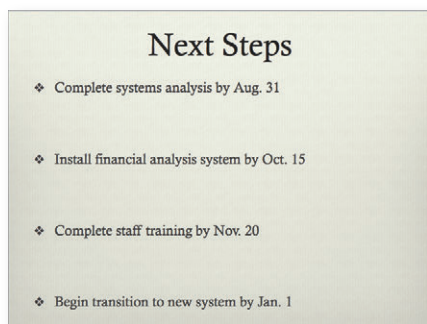 Next Steps
❖ Complete systems analysis by Aug. 31
❖ Install financial analysis system by Oct. 15
❖ Complete staff training by Nov. 20
❖ Begin transition to new system by Jan. 1